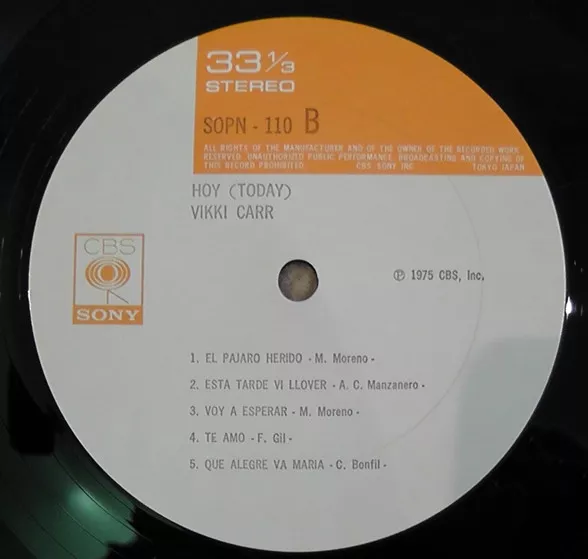 33 1/3
STEREO
SOPN - 110 B
ALL RIGHTS OF THE MANUFACTURER AND OF THE OWNER OF THE RECORDED WORK
RESERVED. UNAUTHORIZED PUBLIC PERFORMANCE. BROADCASTING AND COPYING OF
THIS RECORD PROHIBITED. CBS SONY INC. TOKYO JAPAN
HOY (TODAY)
VIKKI CARR
CBS
SONY
℗ 1975 CBS, Inc,
1. EL PAJARO HERIDO - M. Moreno -
2. ESTA TARDE VI LLOVER - A. C. Manzanero -
3. VOY A ESPERAR - M. Moreno -
4. TE AMO - F. Gil -
5. QUE ALEGRE VA MARIA - C. Bonfil -